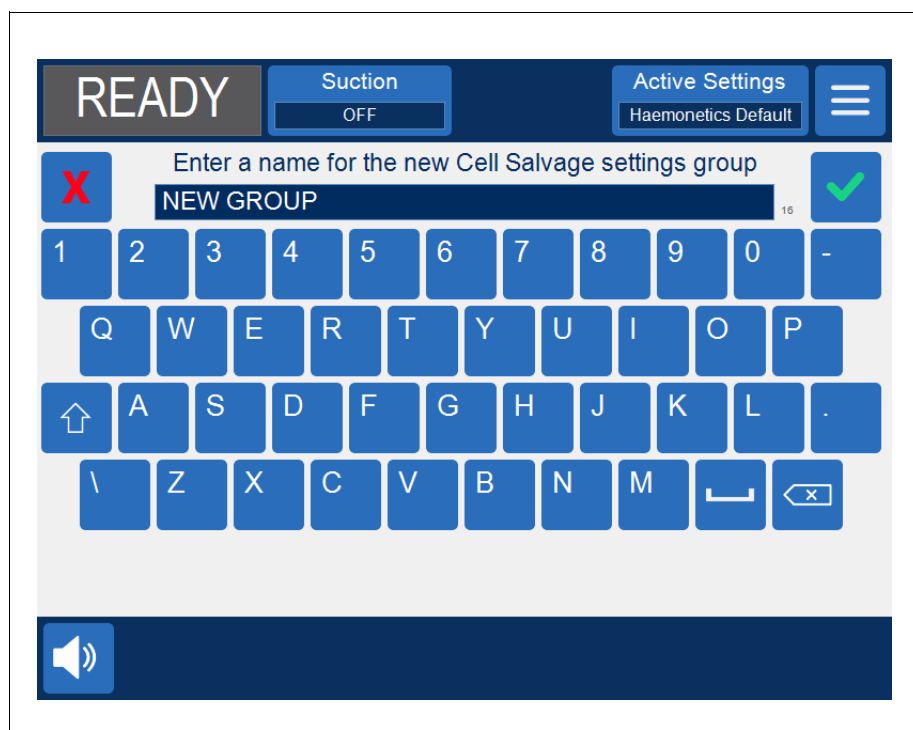 READY
Suction
OFF
Active Settings
Haemonetics Default
X
Enter a name for the new Cell Salvage settings group
NEW GROUP
16
1 2 3 4 5 6 7 8 9 0 -
Q W E R T Y U I O P
A S D F G H J K L .
\ Z X C V B N M